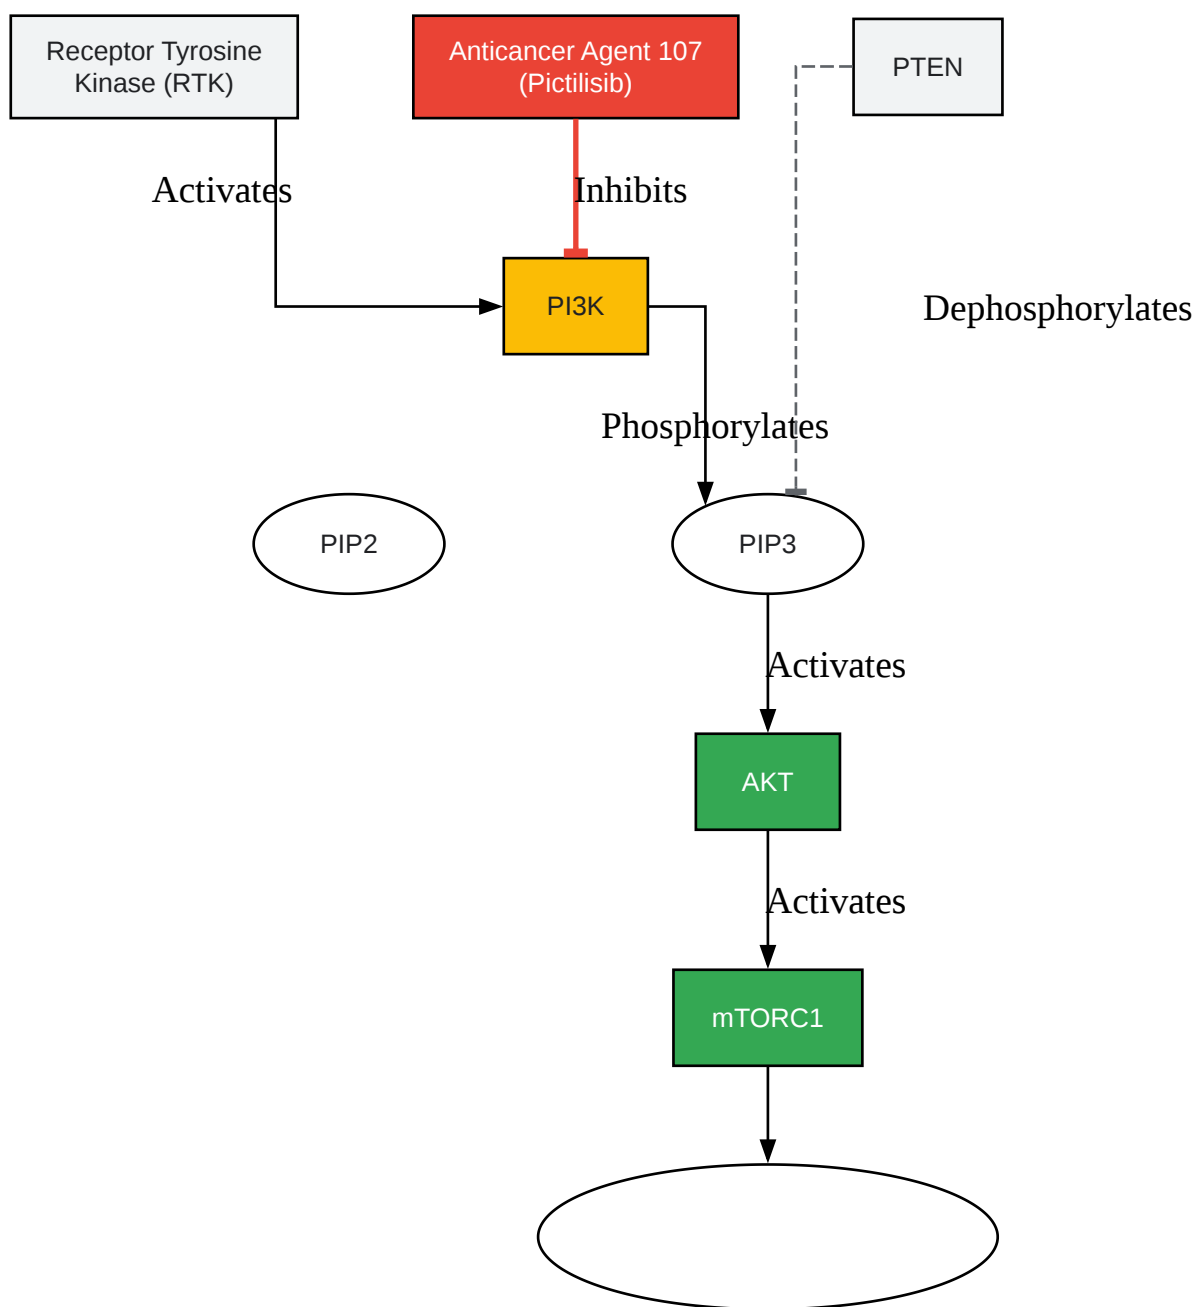 Receptor Tyrosine
Kinase (RTK)
Anticancer Agent 107
(Pictilisib)
PTEN
Activates
Inhibits
PI3K
Dephosphorylates
Phosphorylates
PIP2
PIP3
Activates
AKT
Activates
mTORC1